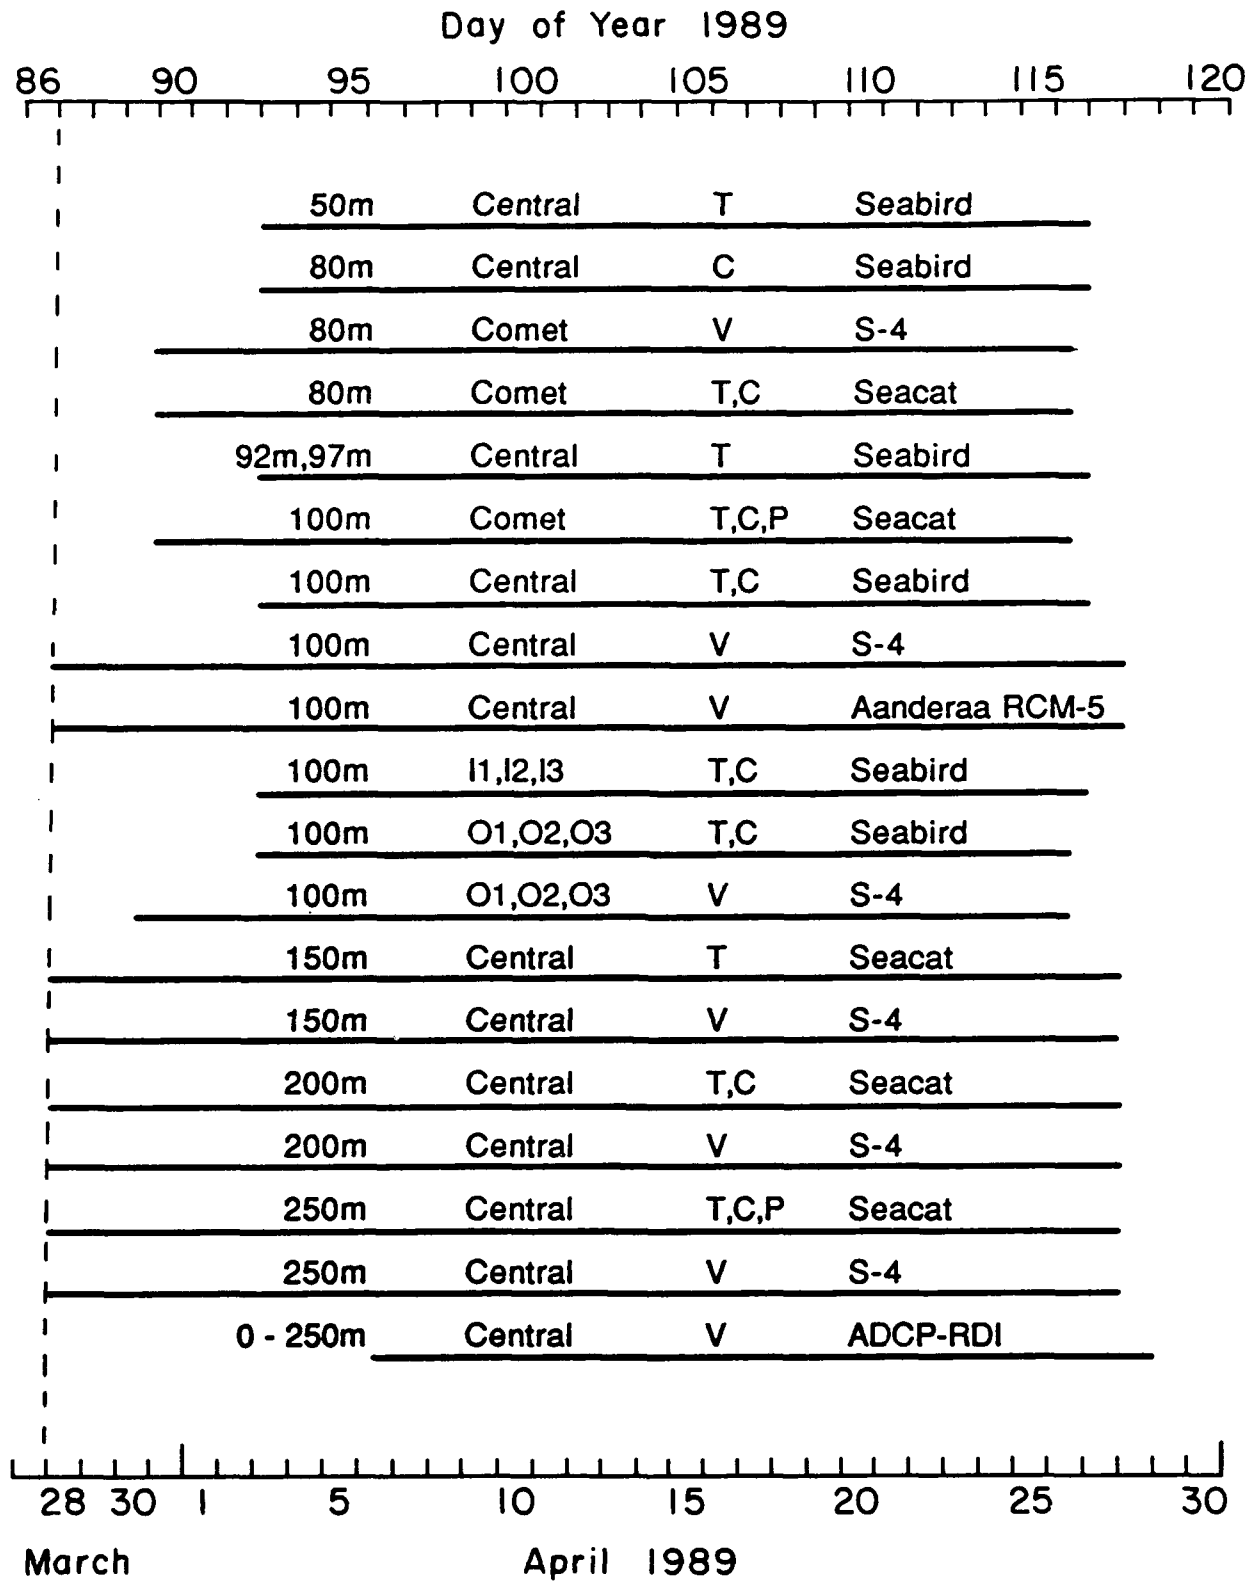 Day of Year 1989
86 90 95 100 105 110 115 120
50m Central T Seabird
80m Central C Seabird
80m Comet V S-4
80m Comet T,C Seacat
92m,97m Central T Seabird
100m Comet T,C,P Seacat
100m Central T,C Seabird
100m Central V S-4
100m Central V Aanderaa RCM-5
100m I1,I2,I3 T,C Seabird
100m O1,O2,O3 T,C Seabird
100m O1,O2,O3 V S-4
150m Central T Seacat
150m Central V S-4
200m Central T,C Seacat
200m Central V S-4
250m Central T,C,P Seacat
250m Central V S-4
0 - 250m Central V ADCP-RDI
28 30 1 5 10 15 20 25 30
March April 1989